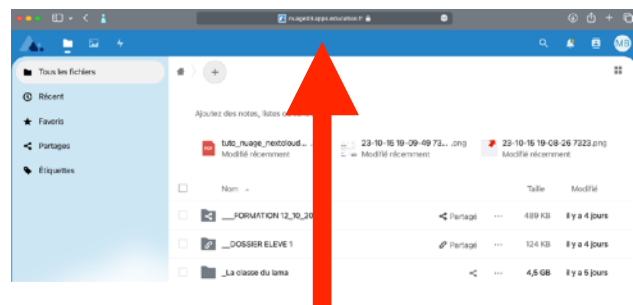 nuage04.apps.education.fr
MB
Tous les fichiers
Récent
Favoris
Partages
Étiquettes
Ajoutez des notes, listes
tuto_nuage_nextcloud... .
Modifié récemment
23-10-16 19-09-49 73... .png
Modifié récemment
23-10-16 19-08-26 7323.png
Modifié récemment
Nom
Taille
Modifié
___FORMATION 12_10_20
Partagé
489 KB
il y a 4 jours
__DOSSIER ELEVE 1
Partagé
124 KB
il y a 4 jours
_La classe du lama
4,5 GB
il y a 5 jours